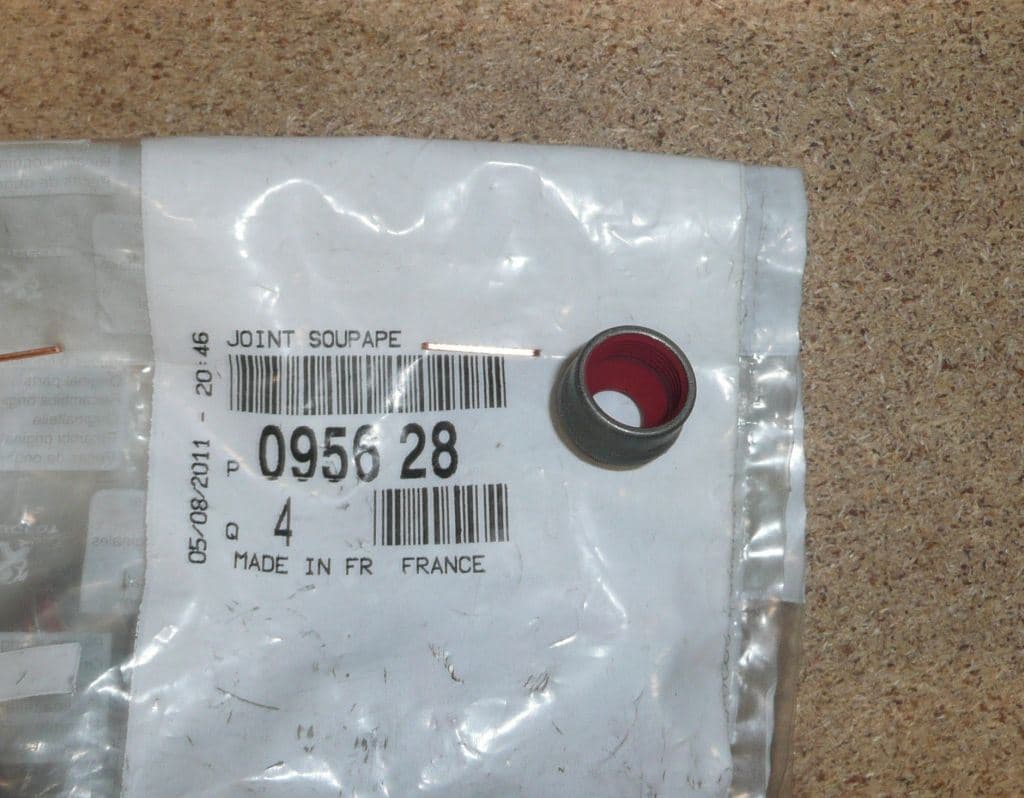 JOINT SOUPAPE
P 0956 28
Q 4
MADE IN FR FRANCE
05/08/2011 - 20:46